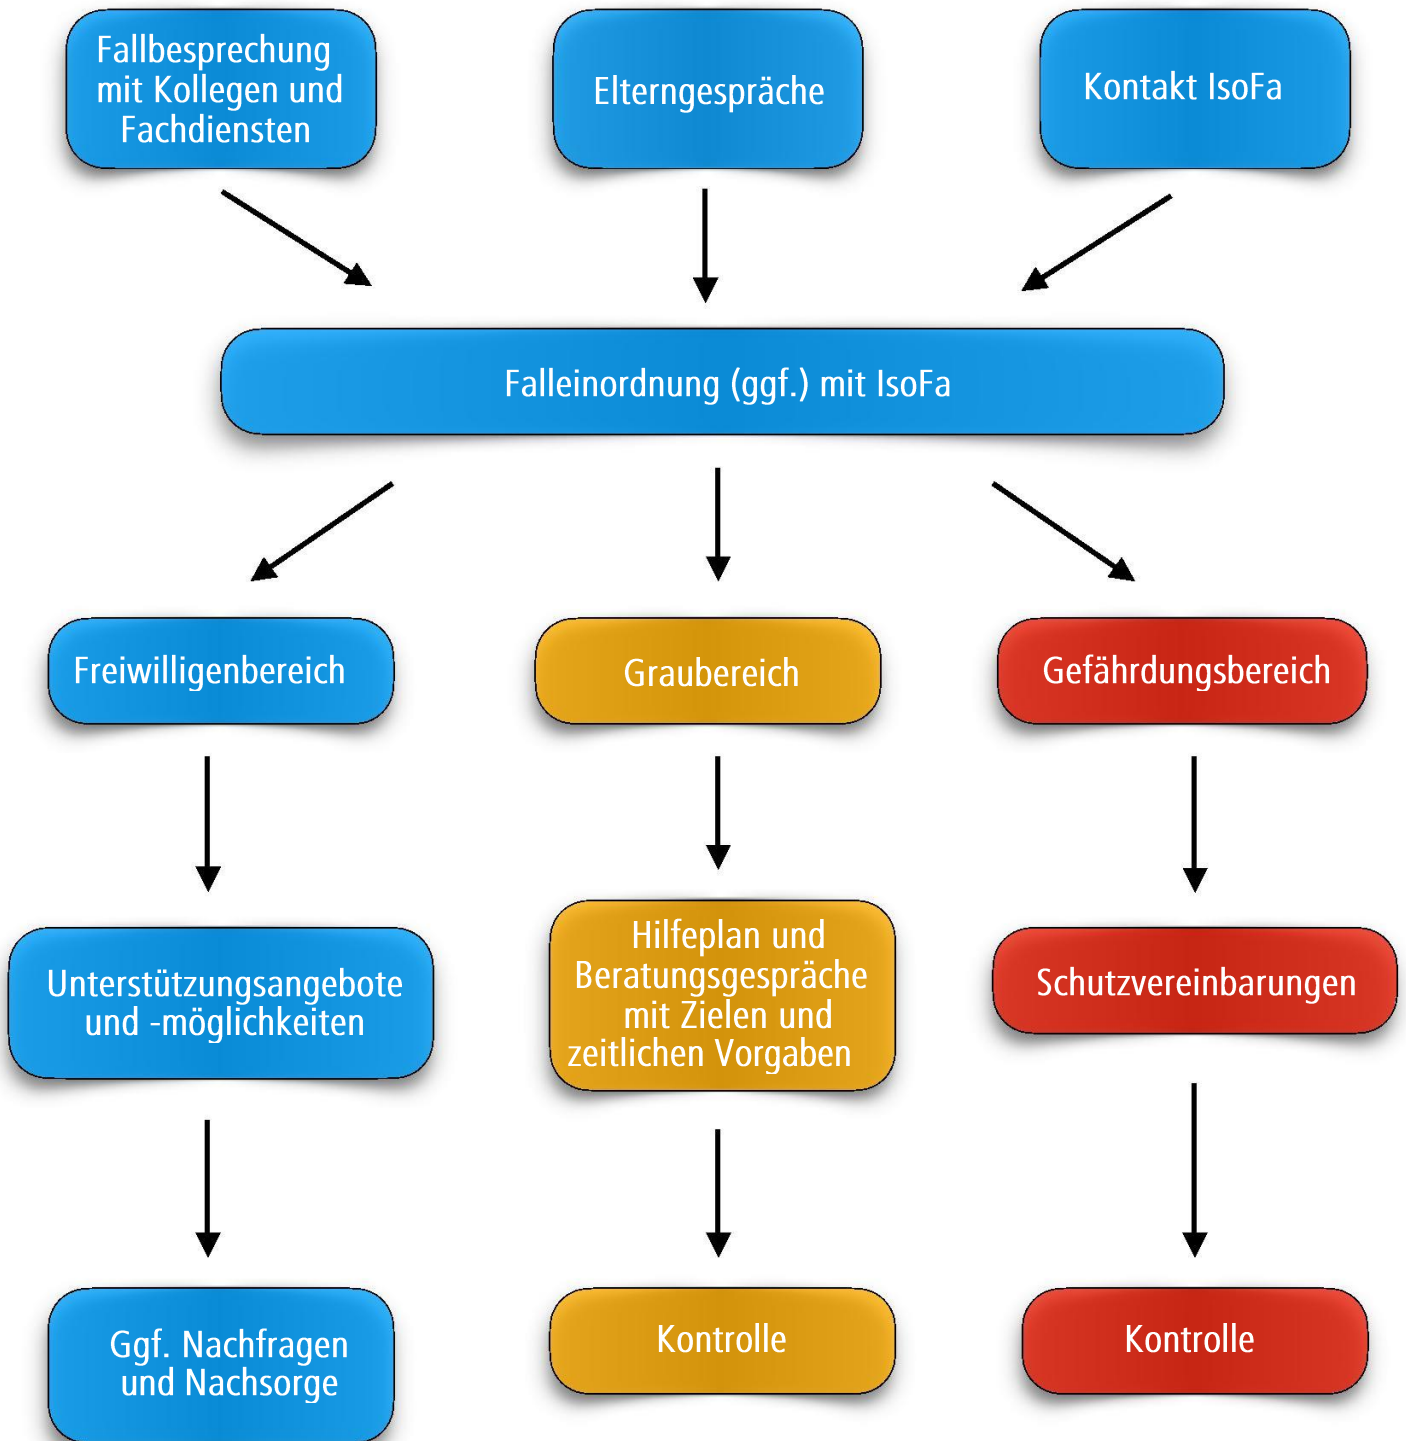 Fallbesprechung
mit Kollegen und
Fachdiensten
Elterngespräche
Kontakt IsoFa
Falleinordnung (ggf.) mit IsoFa
Freiwilligenbereich
Graubereich
Gefährdungsbereich
Unterstützungsangebote
und -möglichkeiten
Hilfeplan und
Beratungsgespräche
mit Zielen und
zeitlichen Vorgaben
Schutzvereinbarungen
Ggf. Nachfragen
und Nachsorge
Kontrolle
Kontrolle